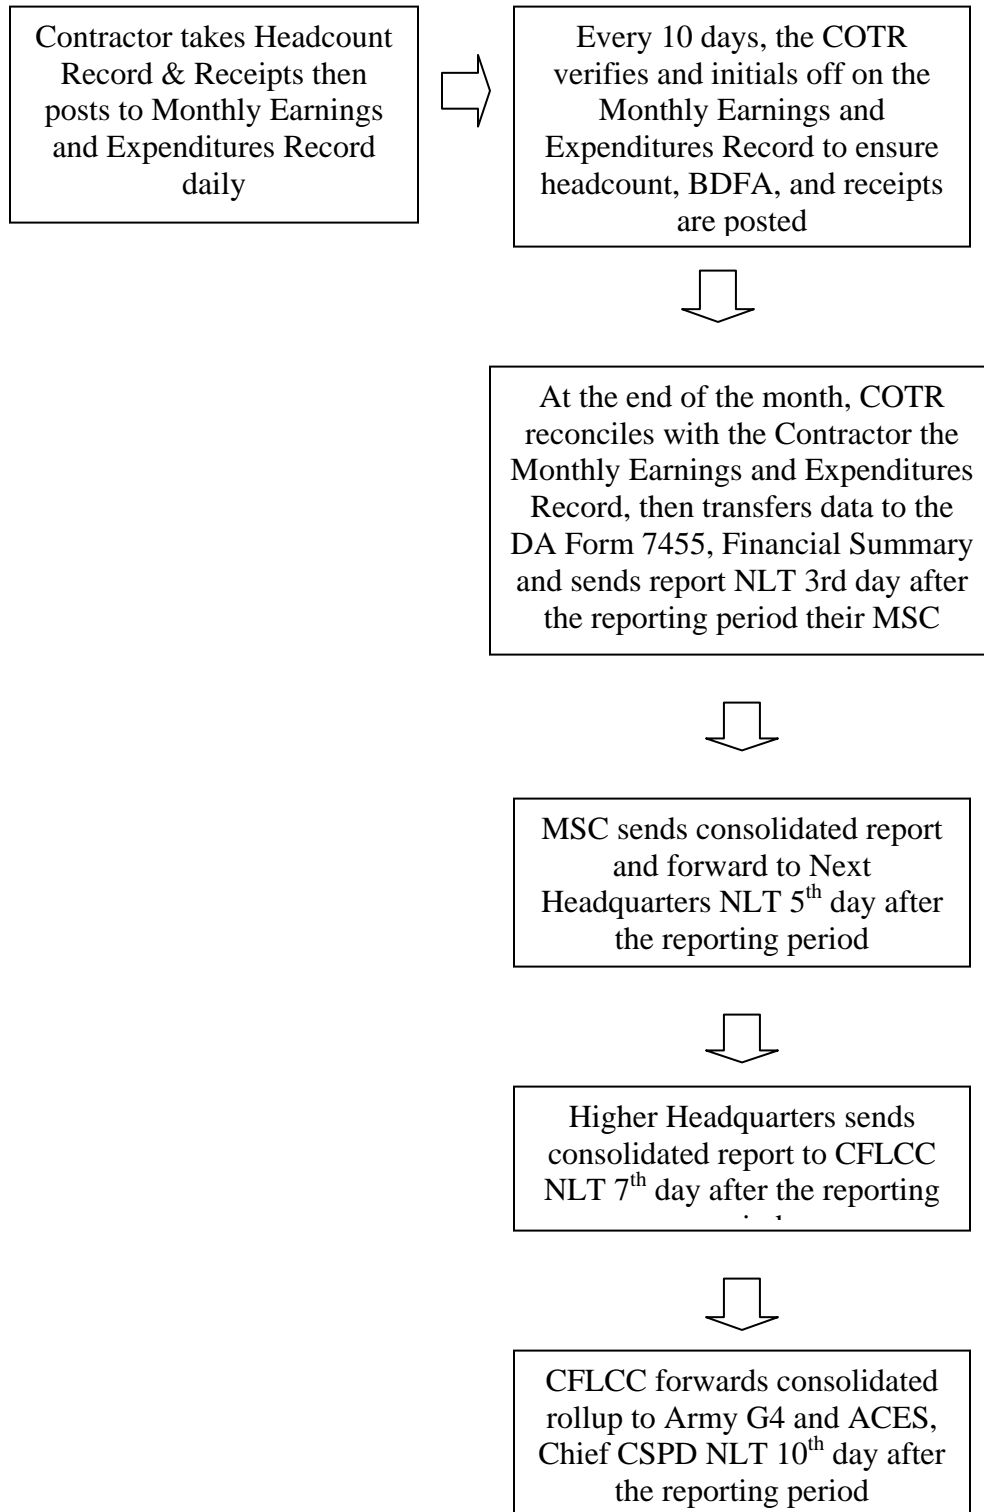 Contractor takes Headcount
Record & Receipts then
posts to Monthly Earnings
and Expenditures Record
daily
Every 10 days, the COTR
verifies and initials off on the
Monthly Earnings and
Expenditures Record to ensure
headcount, BDFA, and receipts
are posted
At the end of the month, COTR
reconciles with the Contractor the
Monthly Earnings and Expenditures
Record, then transfers data to the
DA Form 7455, Financial Summary
and sends report NLT 3rd day after
the reporting period their MSC
MSC sends consolidated report
and forward to Next
Headquarters NLT 5th day after
the reporting period
Higher Headquarters sends
consolidated report to CFLCC
NLT 7th day after the reporting
CFLCC forwards consolidated
rollup to Army G4 and ACES,
Chief CSPD NLT 10th day after
the reporting period